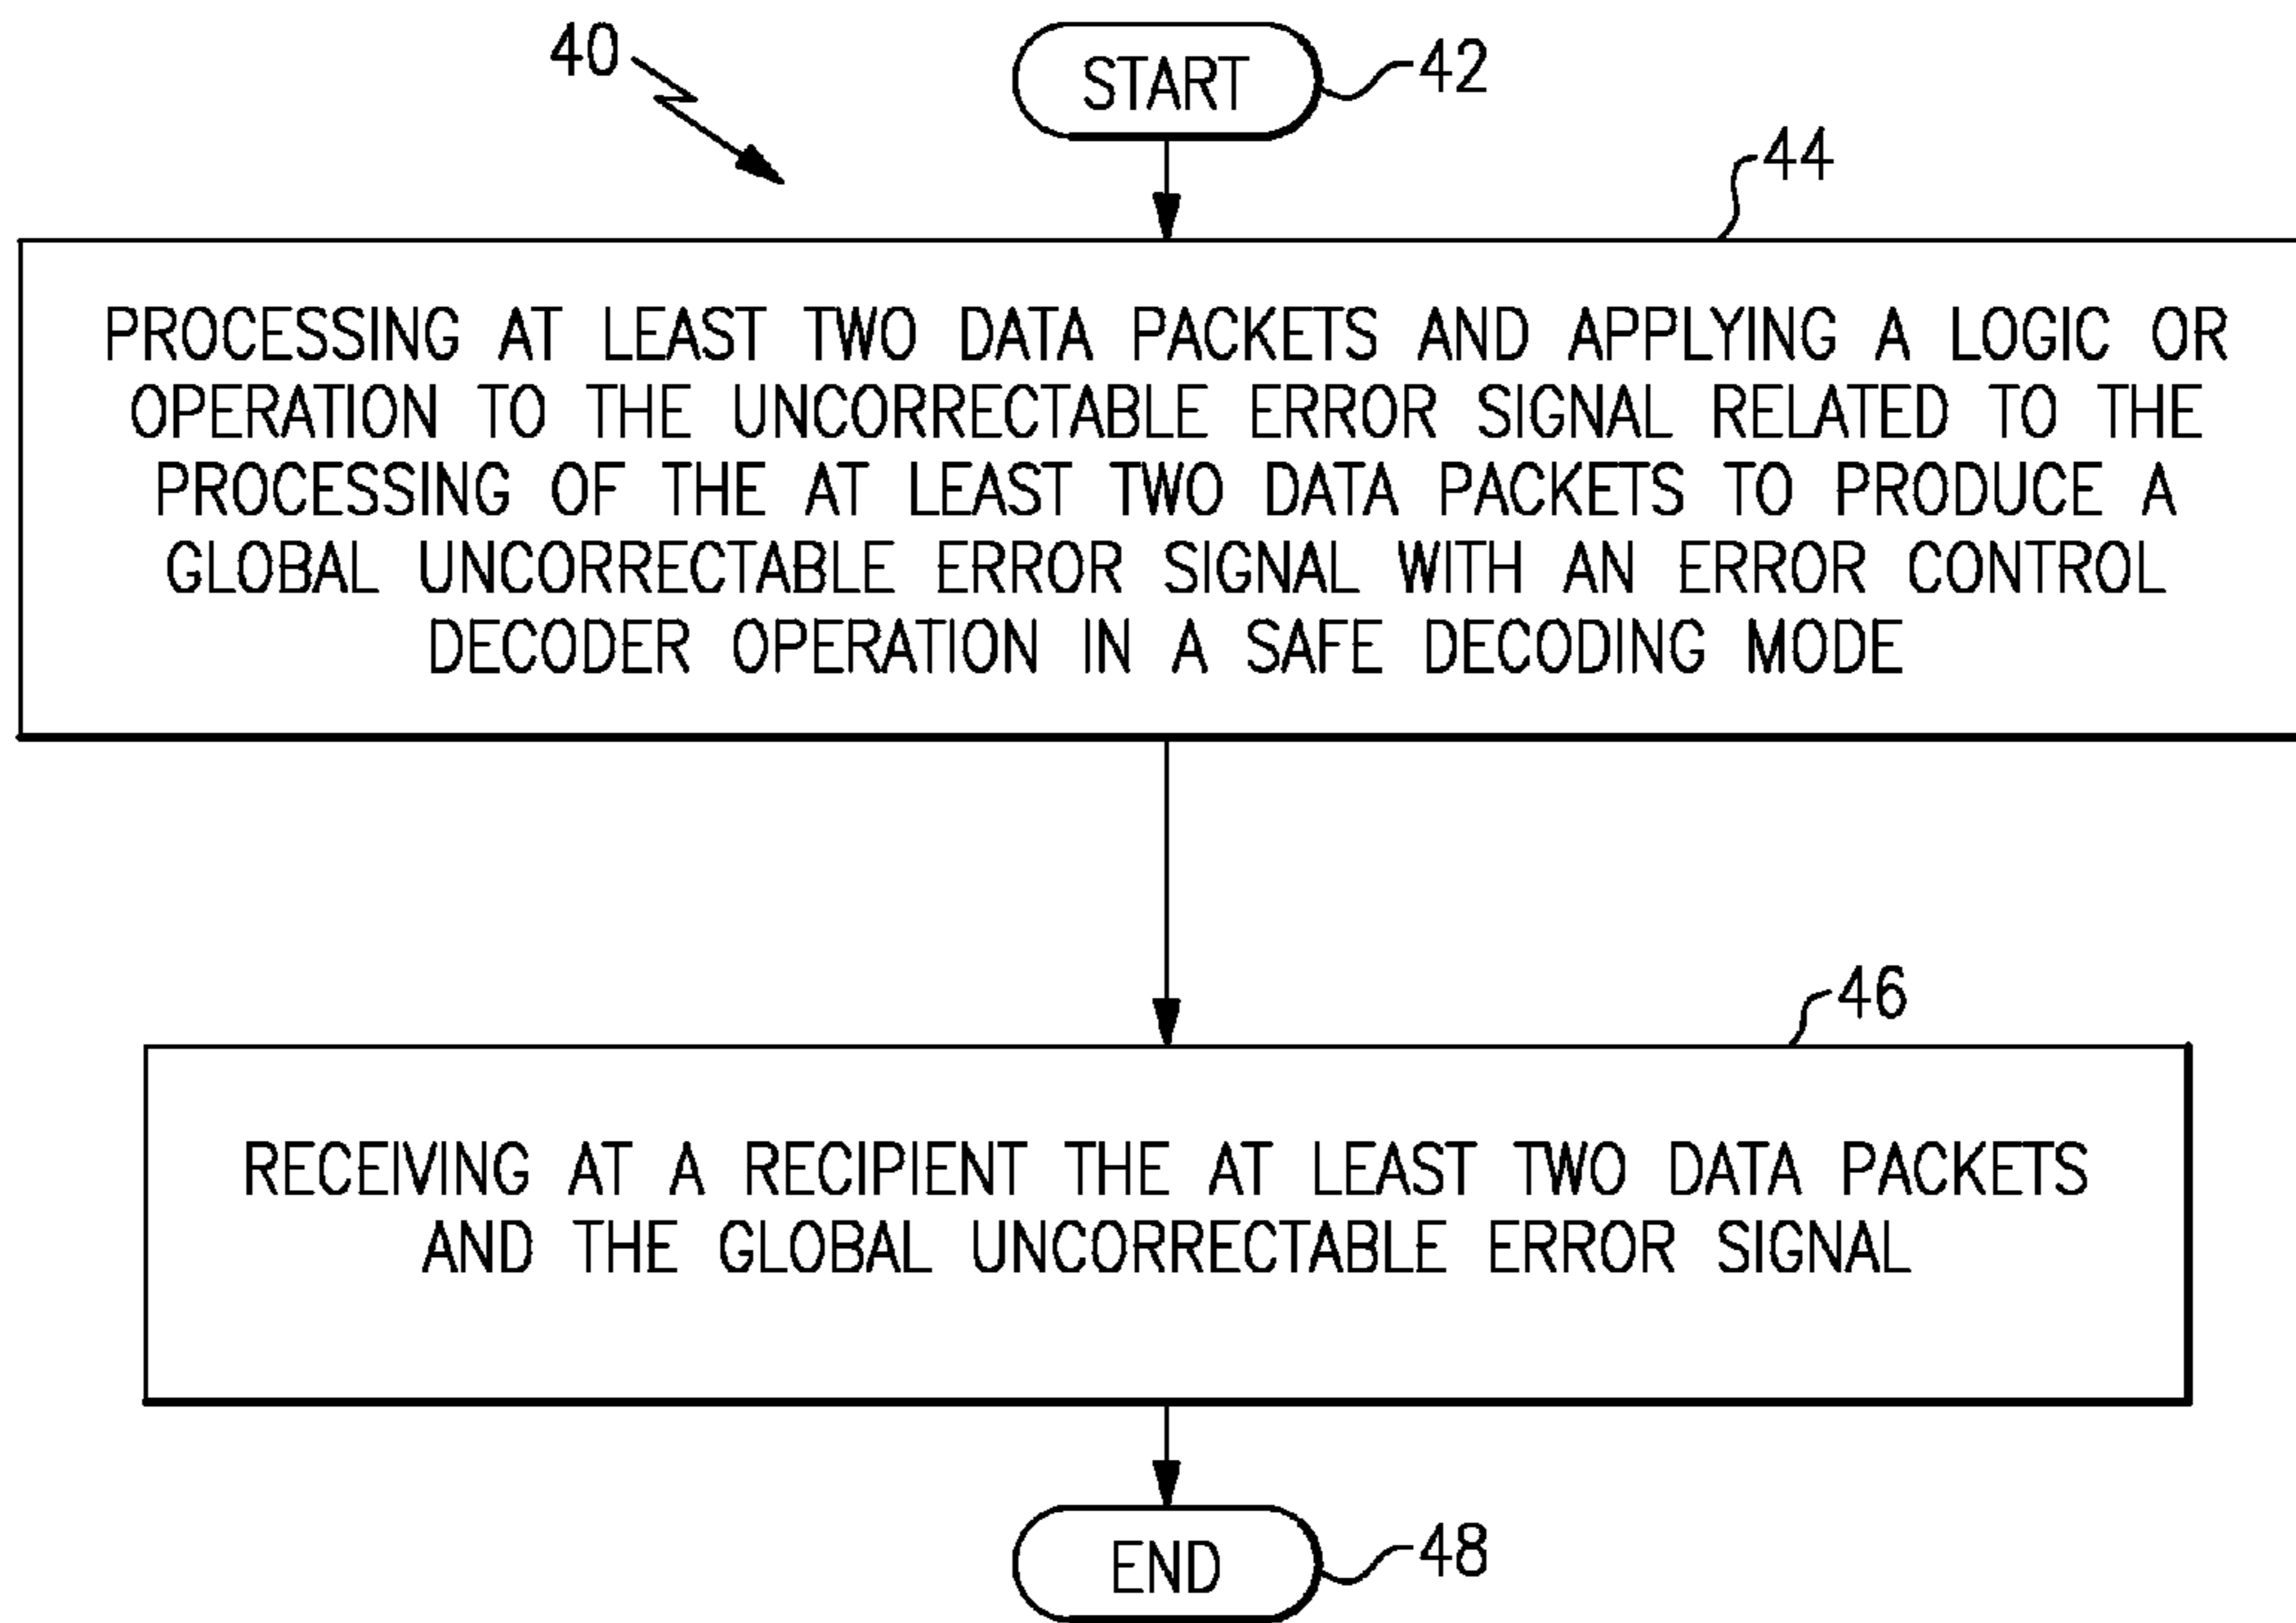 40
START
42
44
PROCESSING AT LEAST TWO DATA PACKETS AND APPLYING A LOGIC OR
OPERATION TO THE UNCORRECTABLE ERROR SIGNAL RELATED TO THE
PROCESSING OF THE AT LEAST TWO DATA PACKETS TO PRODUCE A
GLOBAL UNCORRECTABLE ERROR SIGNAL WITH AN ERROR CONTROL
DECODER OPERATION IN A SAFE DECODING MODE
46
RECEIVING AT A RECIPIENT THE AT LEAST TWO DATA PACKETS
AND THE GLOBAL UNCORRECTABLE ERROR SIGNAL
END
48